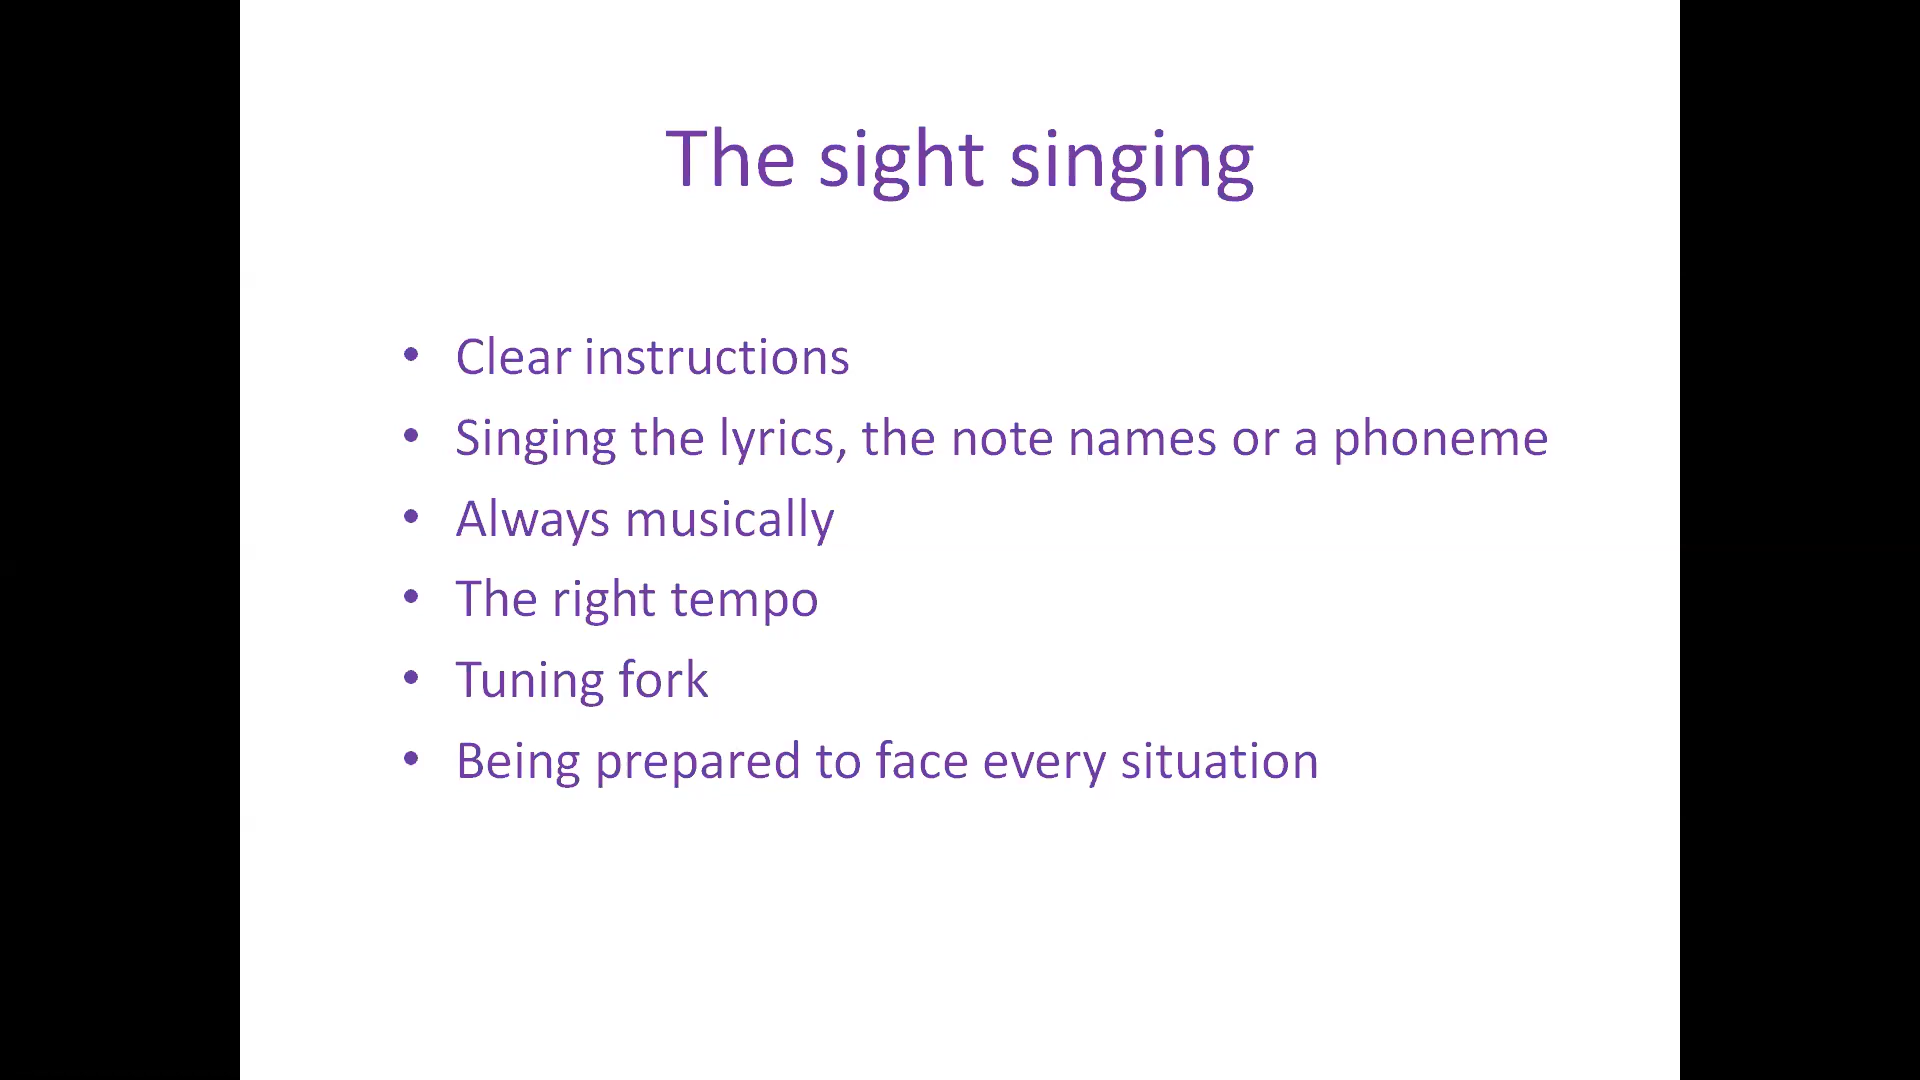 The sight singing
• Clear instructions
• Singing the lyrics, the note names or a phoneme
• Always musically
• The right tempo
• Tuning fork
• Being prepared to face every situation